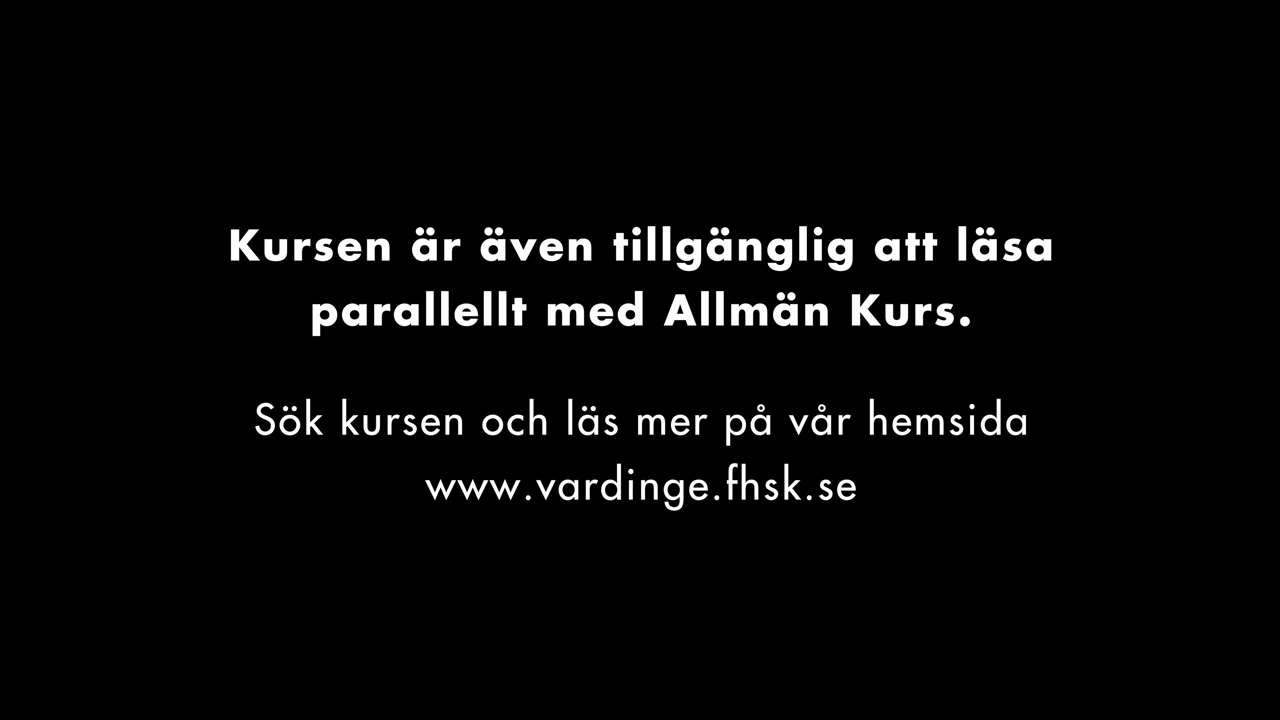 Kursen är även tillgänglig att läsa
parallellt med Allmän Kurs.
Sök kursen och läs mer på vår hemsida
www.vardinge.fhsk.se